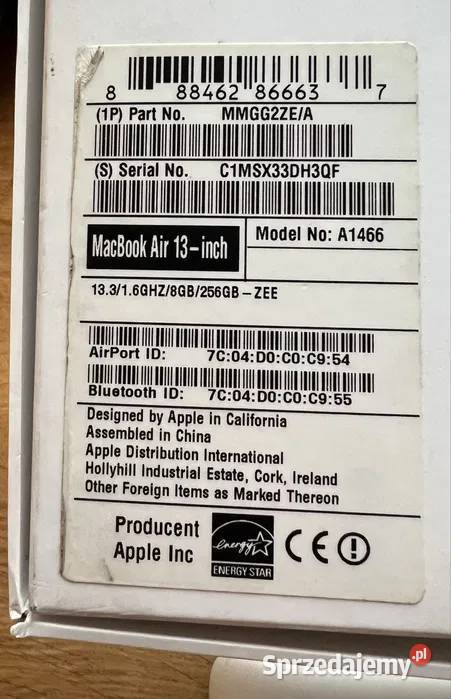 8 88462 86663 7
(1P) Part No. MMGG2ZE/A
(S) Serial No. C1MSX33DH3QF
MacBook Air 13-inch
Model No: A1466
13.3/1.6GHZ/8GB/256GB-ZEE
AirPort ID: 7C:04:D0:C0:C9:54
Bluetooth ID: 7C:04:D0:C0:C9:55
Designed by Apple in California
Assembled in China
Apple Distribution International
Hollyhill Industrial Estate, Cork, Ireland
Other Foreign Items as Marked Thereon
Producent
Apple Inc
energy
ENERGY STAR
CE
Sprzedajemy.pl